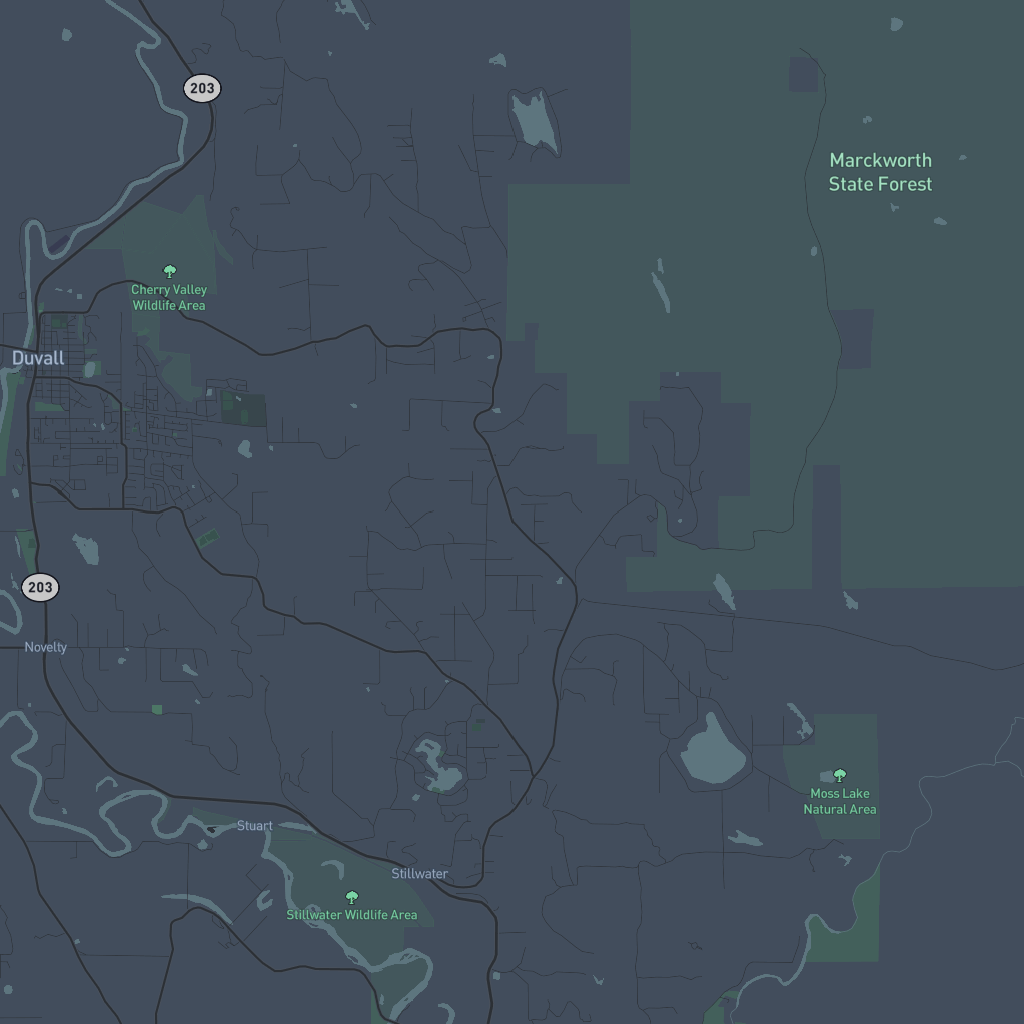 203
Marckworth
State Forest
Cherry Valley
Wildlife Area
Duvall
203
Novelty
Moss Lake
Natural Area
Stuart
Stillwater
Stillwater Wildlife Area